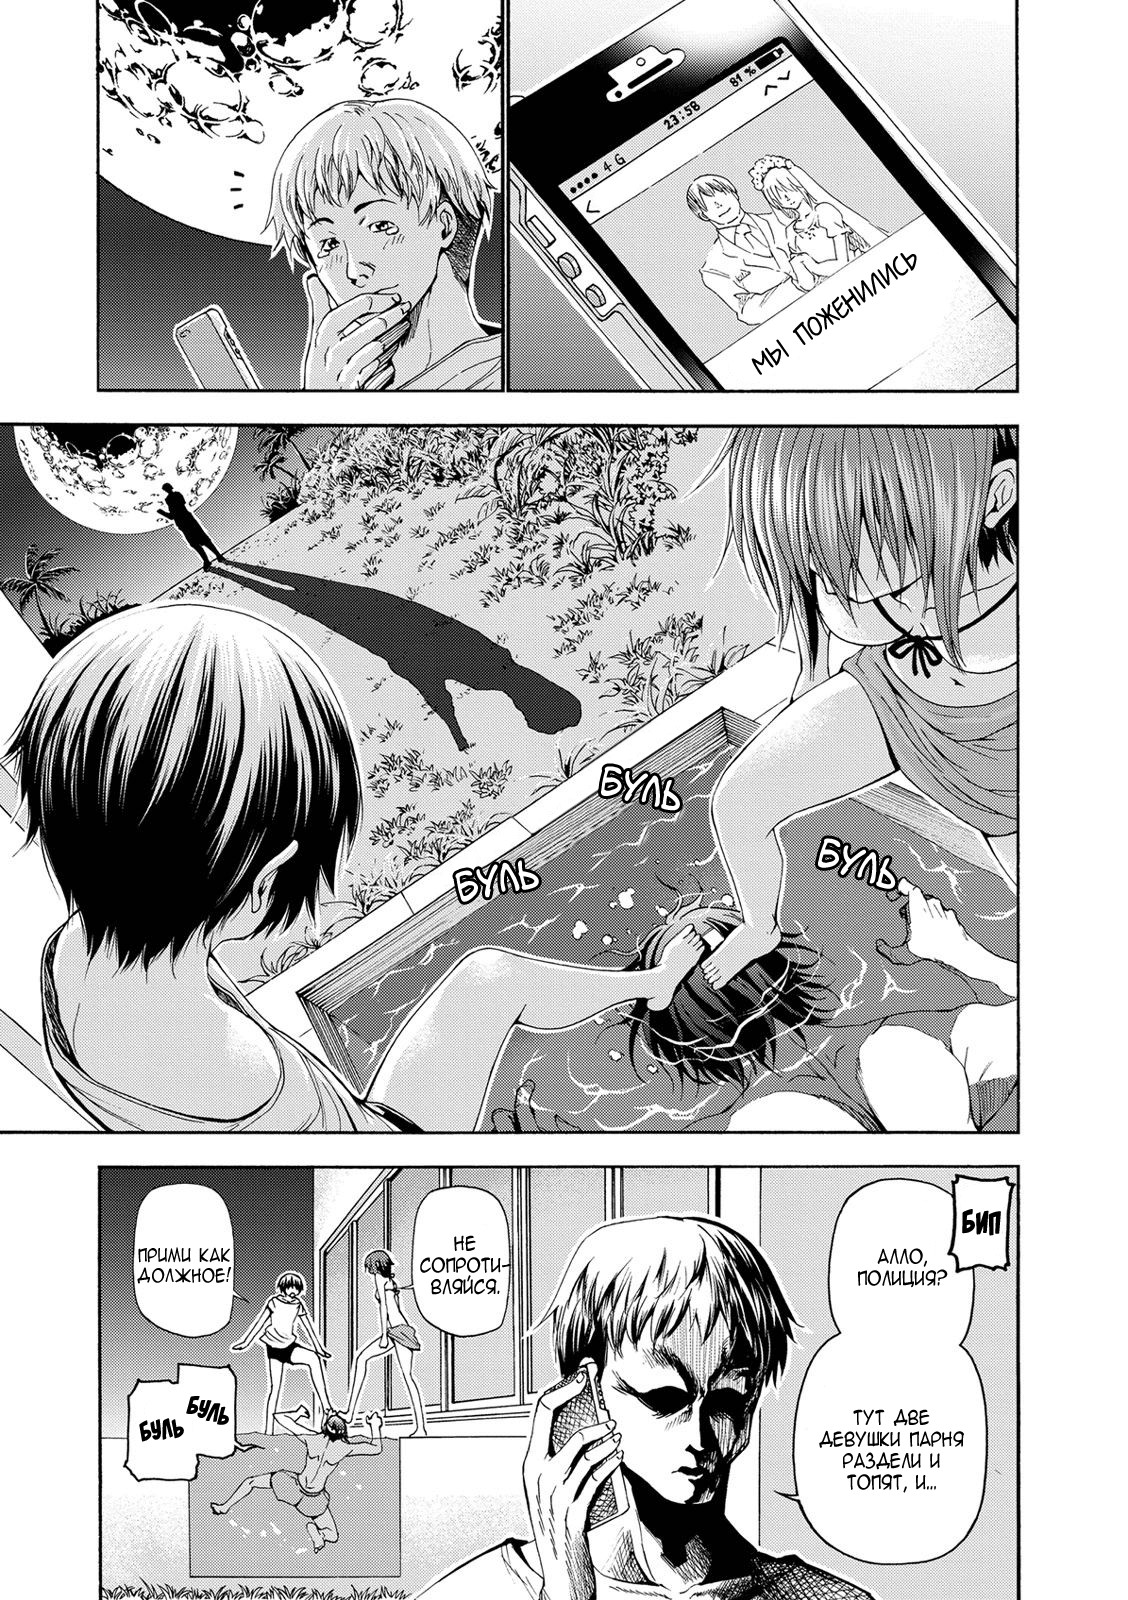 4 G 23:58 81 %
МЫ ПОЖЕНИЛИСЬ
БУЛЬ
БУЛЬ
БУЛЬ
БИП
АЛЛО,
ПОЛИЦИЯ?
ТУТ ДВЕ
ДЕВУШКИ ПАРНЯ
РАЗДЕЛИ И
ТОПЯТ, И...
НЕ
СОПРОТИ-
ВЛЯЙСЯ.
ПРИМИ КАК
ДОЛЖНОЕ!
БУЛЬ
БУЛЬ